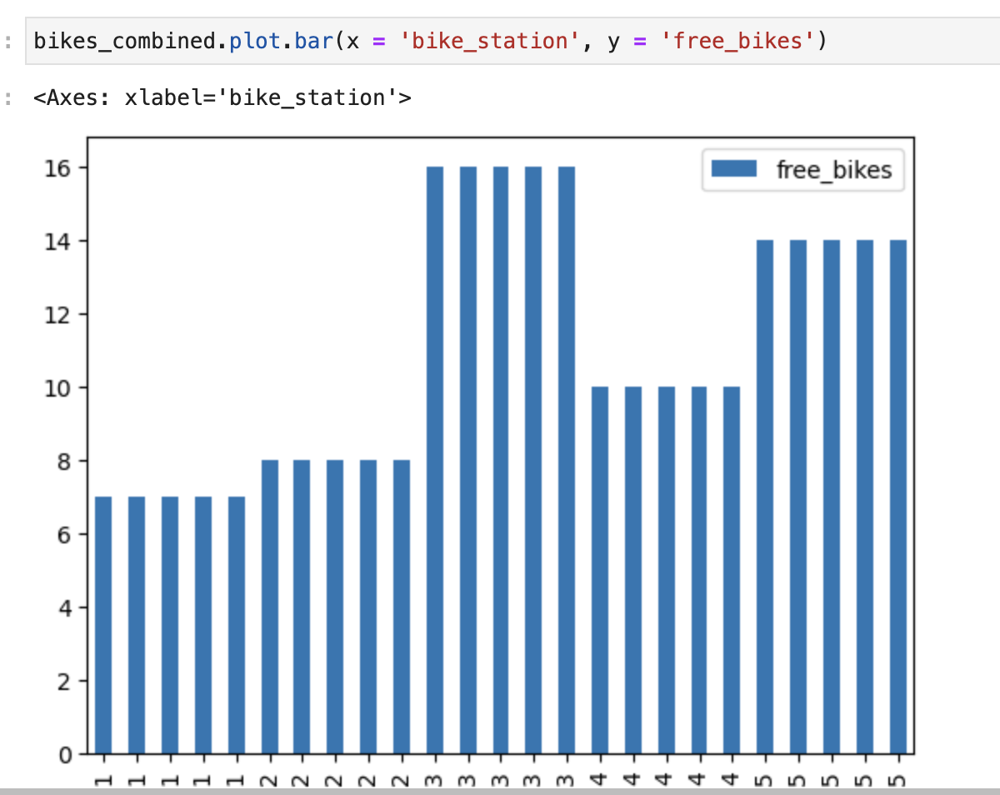 : bikes_combined.plot.bar(x = 'bike_station', y = 'free_bikes')
: <Axes: xlabel='bike_station'>
free_bikes
16
14
12
10
8
6
4
2
0
1 1 1 1 1 2 2 2 2 2 3 3 3 3 3 4 4 4 4 4 5 5 5 5 5